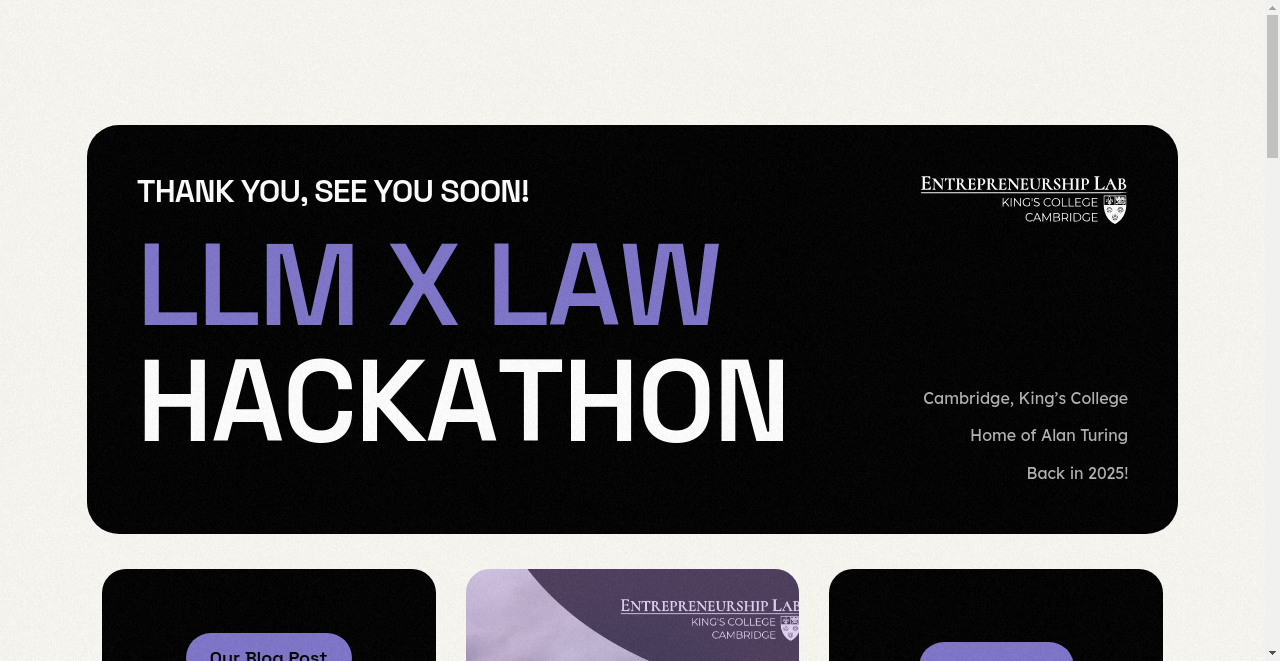 THANK YOU, SEE YOU SOON!
LLM X LAW
HACKATHON
ENTREPRENEURSHIP LAB
KING'S COLLEGE
CAMBRIDGE
Cambridge, King's College
Home of Alan Turing
Back in 2025!
Our Blog Post
ENTREPRENEURSHIP LAB
KING'S COLLEGE
CAMBRIDGE